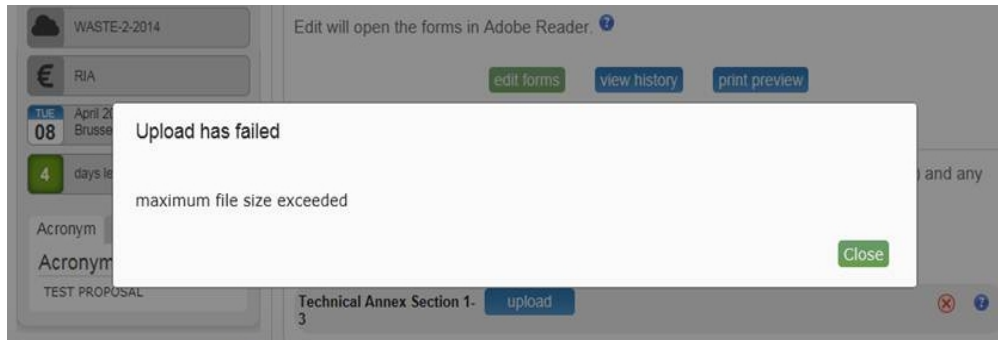 WASTE-2-2014
Edit will open the forms in Adobe Reader. ?
€ RIA
edit forms view history print preview
TUE 08
April 20
Brusse
Upload has failed
4 days le
and any
maximum file size exceeded
Acronym
Close
Acronym
TEST PROPOSAL
Technical Annex Section 1-
3
upload
?